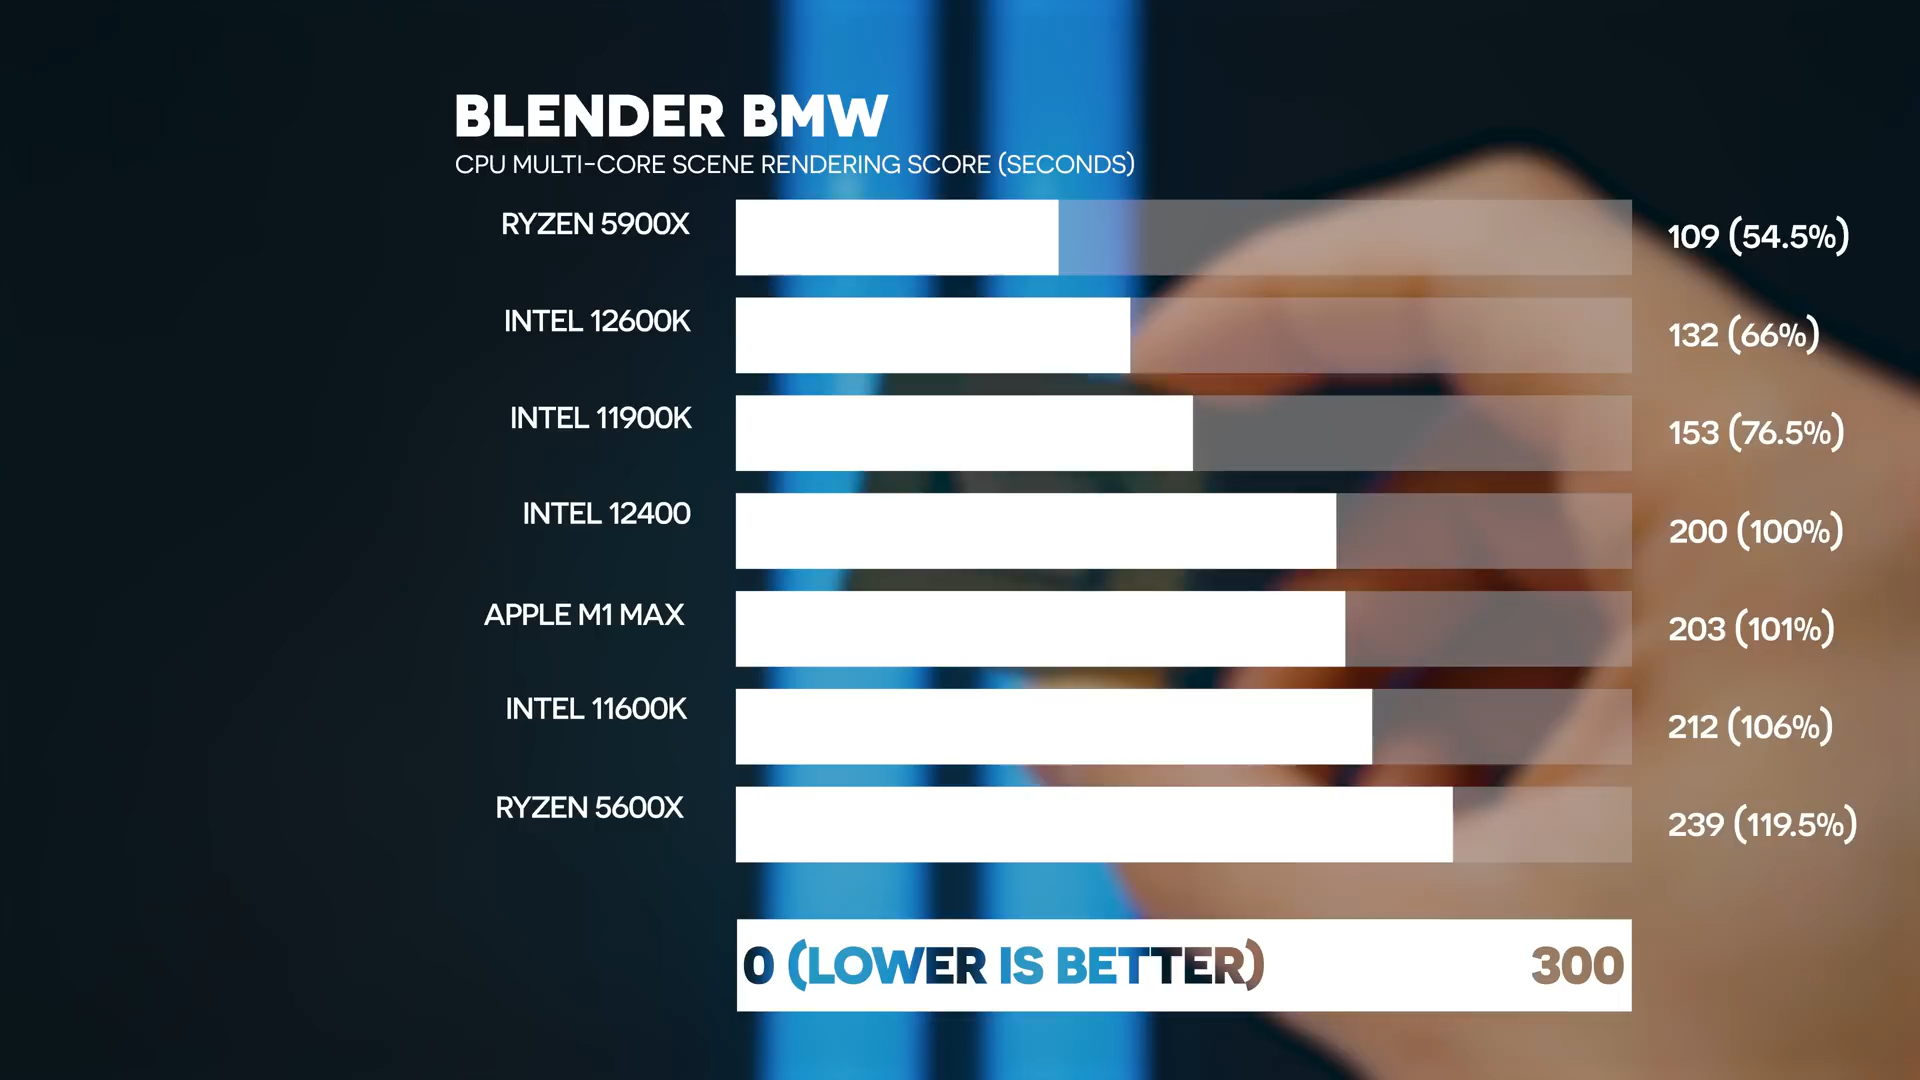 BLENDER BMW
CPU MULTI-CORE SCENE RENDERING SCORE (SECONDS)
RYZEN 5900X 109 (54.5%)
INTEL 12600K 132 (66%)
INTEL 11900K 153 (76.5%)
INTEL 12400 200 (100%)
APPLE M1 MAX 203 (101%)
INTEL 11600K 212 (106%)
RYZEN 5600X 239 (119.5%)
0 (LOWER IS BETTER) 300